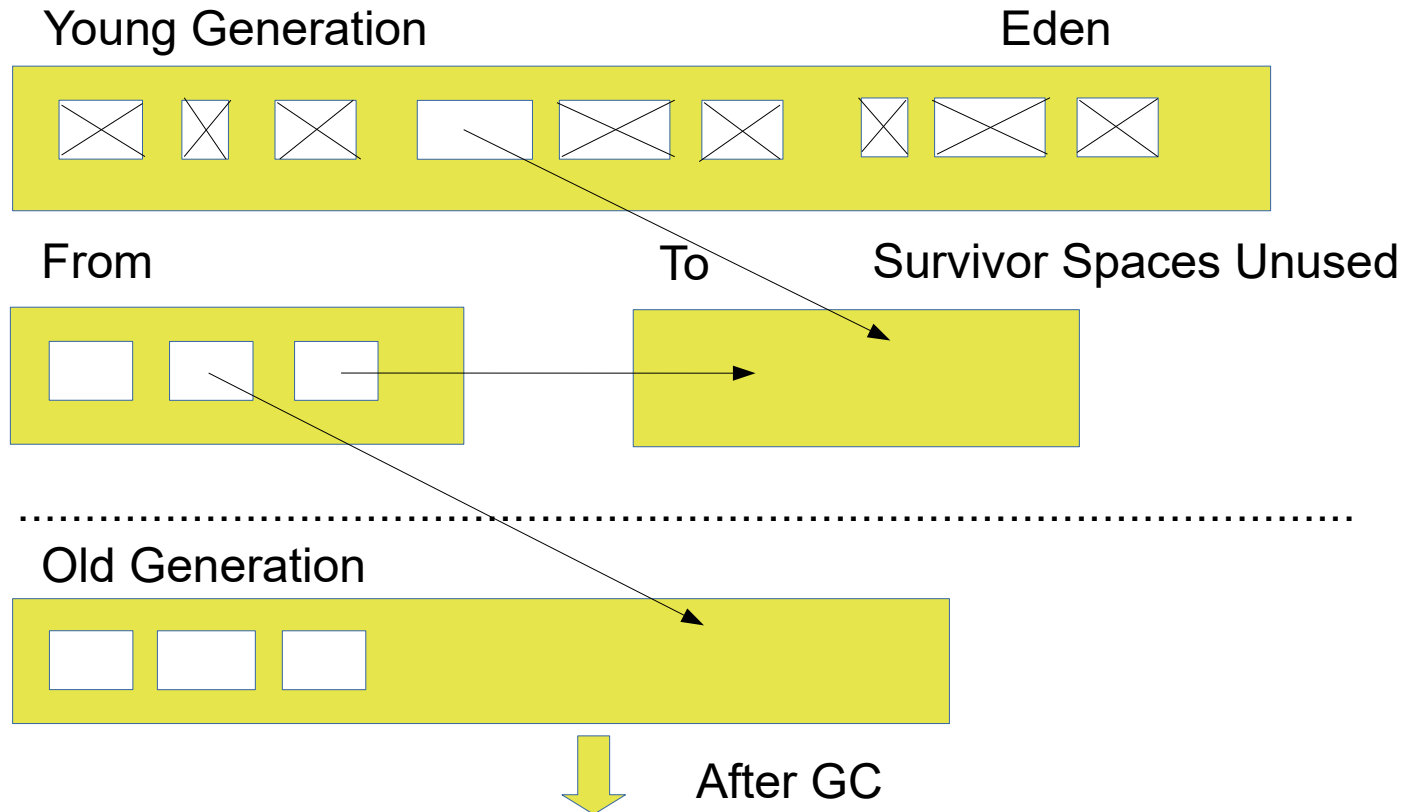 Young Generation
Eden
From
To
Survivor Spaces Unused
Old Generation
After GC